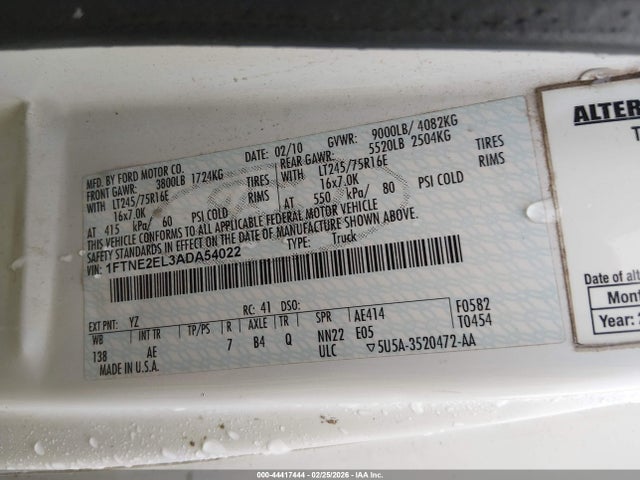 MFD. BY FORD MOTOR CO.
DATE: 02/10 GVWR: 9000LB/ 4082KG
FRONT GAWR: 3800LB 1724KG
REAR GAWR: 5520LB 2504KG
WITH LT245/75R16E TIRES
WITH LT245/75R16E TIRES
16x7.0K RIMS
16x7.0K RIMS
AT 415 kPa/ 60 PSI COLD
AT 550 kPa/ 80 PSI COLD
THIS VEHICLE CONFORMS TO ALL APPLICABLE FEDERAL MOTOR VEHICLE
SAFETY STANDARDS IN EFFECT ON THE DATE OF MANUFACTURE SHOWN ABOVE.
VIN: 1FTNE2EL3ADA54022
TYPE: Truck
EXT PNT: YZ RC: 41 DSO:
WB INT TR TP/PS R AXLE TR SPR AE414 F0582
138 AE 7 B4 Q NN22 E05 T0454
MADE IN U.S.A. ULC ▽5U5A-3520472-AA
ALTER
T
Date of alt
Mont
Year: 2
000-44417444 - 02/25/2026 - IAA Inc.